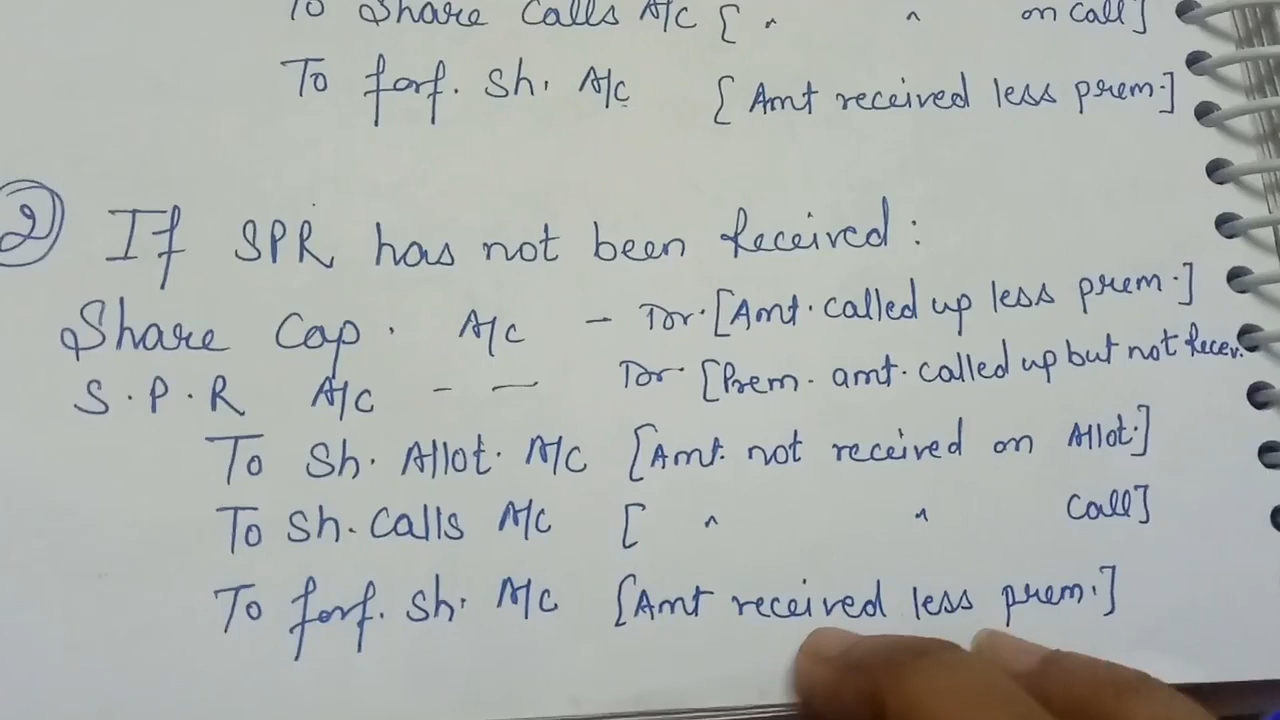 To Share Calls A/c [ " " on call]
To forf. Sh. A/c [Amt received less prem.]
② If SPR has not been Received :
Share Cap. A/c - Dr. [Amt. called up less prem.]
S.P.R A/c - - Dr. [Prem. amt. called up but not Recev.
To Sh. Allot. A/c [Amt. not received on Allot.]
To Sh. Calls A/c [ " " Call]
To forf. Sh. A/c [Amt received less prem.]